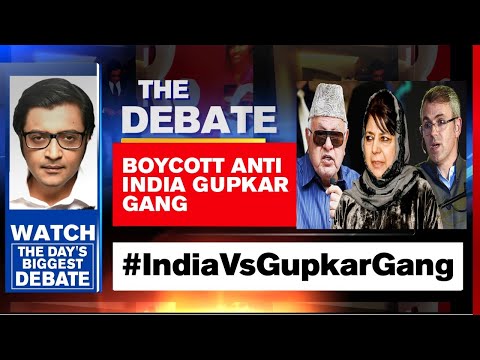 THE
DEBATE
BOYCOTT ANTI
INDIA GUPKAR
GANG
WATCH
THE DAY'S
BIGGEST
DEBATE
#IndiaVsGupkarGang